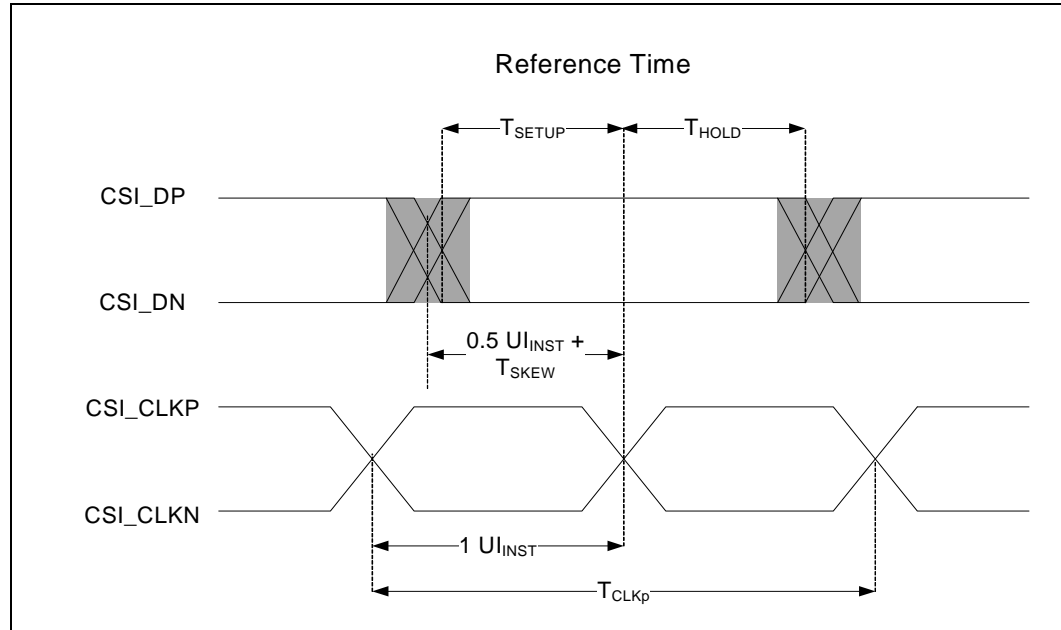 Reference Time
TSETUP
THOLD
CSI_DP
CSI_DN
0.5 UIINST +
TSKEW
CSI_CLKP
CSI_CLKN
1 UIINST
TCLKp